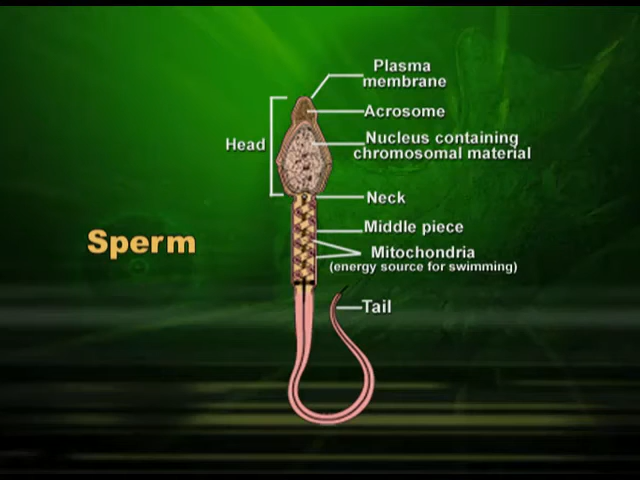 Plasma
membrane
Acrosome
Head
Nucleus containing
chromosomal material
Neck
Middle piece
Sperm
Mitochondria
(energy source for swimming)
Tail